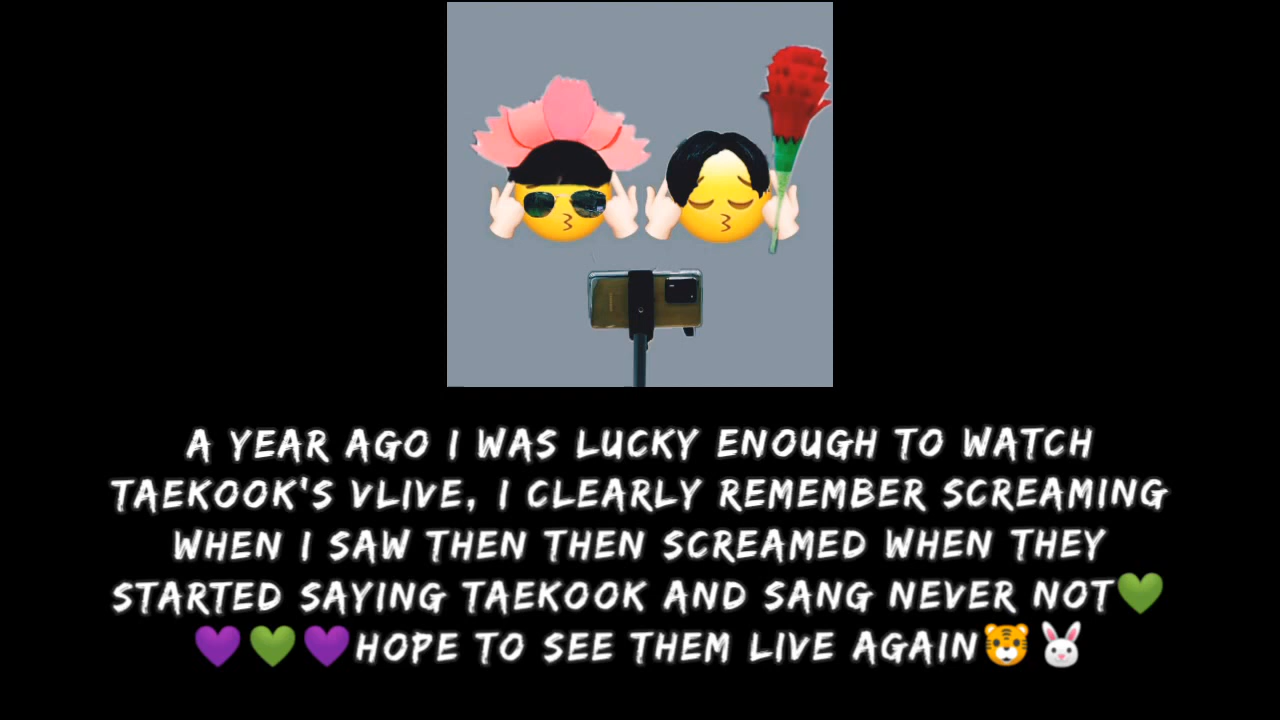 A YEAR AGO I WAS LUCKY ENOUGH TO WATCH
TAEKOOK'S VLIVE, I CLEARLY REMEMBER SCREAMING
WHEN I SAW THEN THEN SCREAMED WHEN THEY
STARTED SAYING TAEKOOK AND SANG NEVER NOT💚
💜💚💜HOPE TO SEE THEM LIVE AGAIN🐯🐰